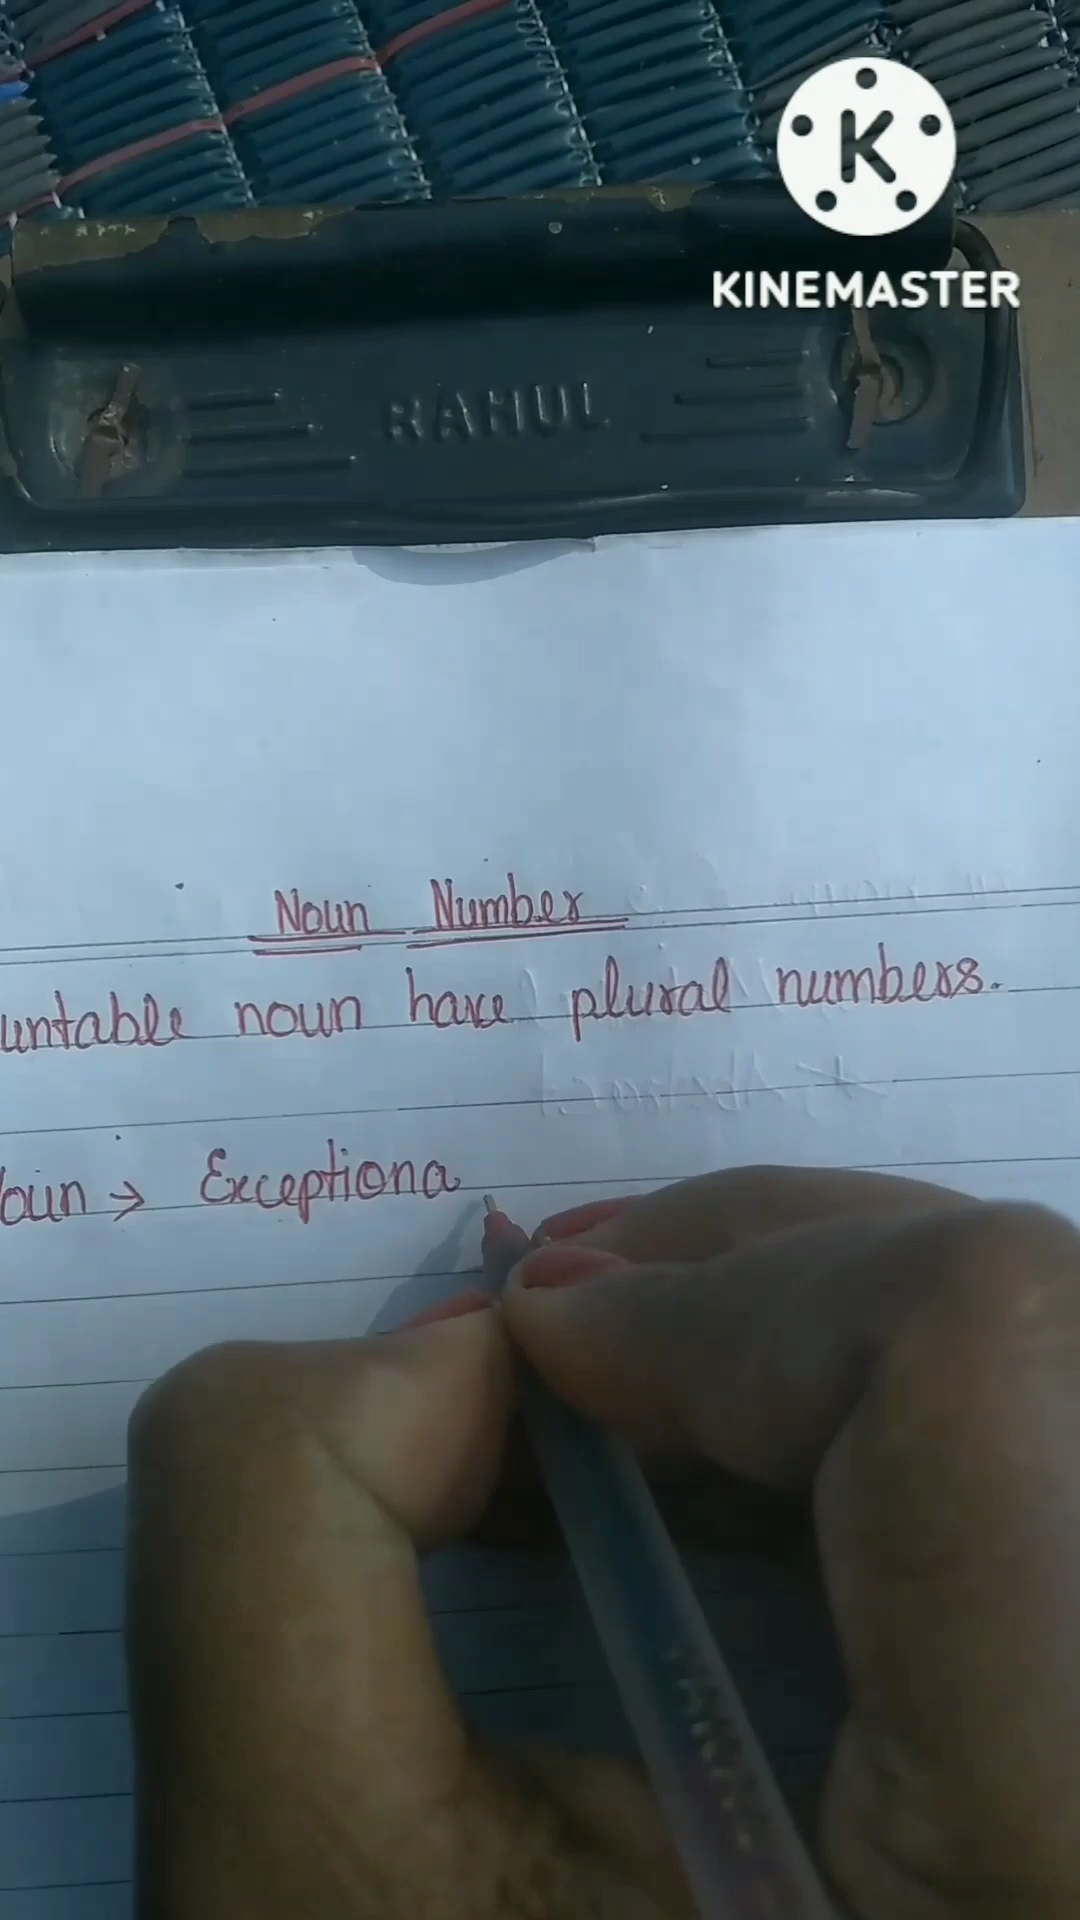 K
KINEMASTER
RAHUL
Noun Number
untable noun have plural numbers.
oun → Exceptiona